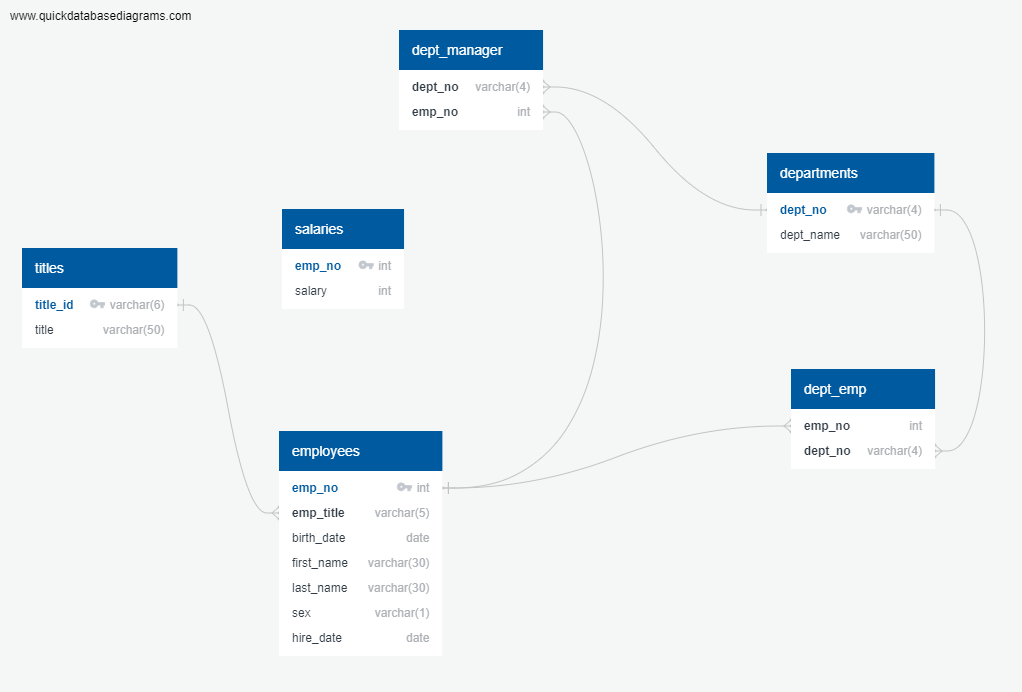 www.quickdatabasediagrams.com
dept_manager
dept_no varchar(4)
emp_no int
departments
dept_no varchar(4)
dept_name varchar(50)
salaries
emp_no int
salary int
titles
title_id varchar(6)
title varchar(50)
dept_emp
emp_no int
dept_no varchar(4)
employees
emp_no int
emp_title varchar(5)
birth_date date
first_name varchar(30)
last_name varchar(30)
sex varchar(1)
hire_date date